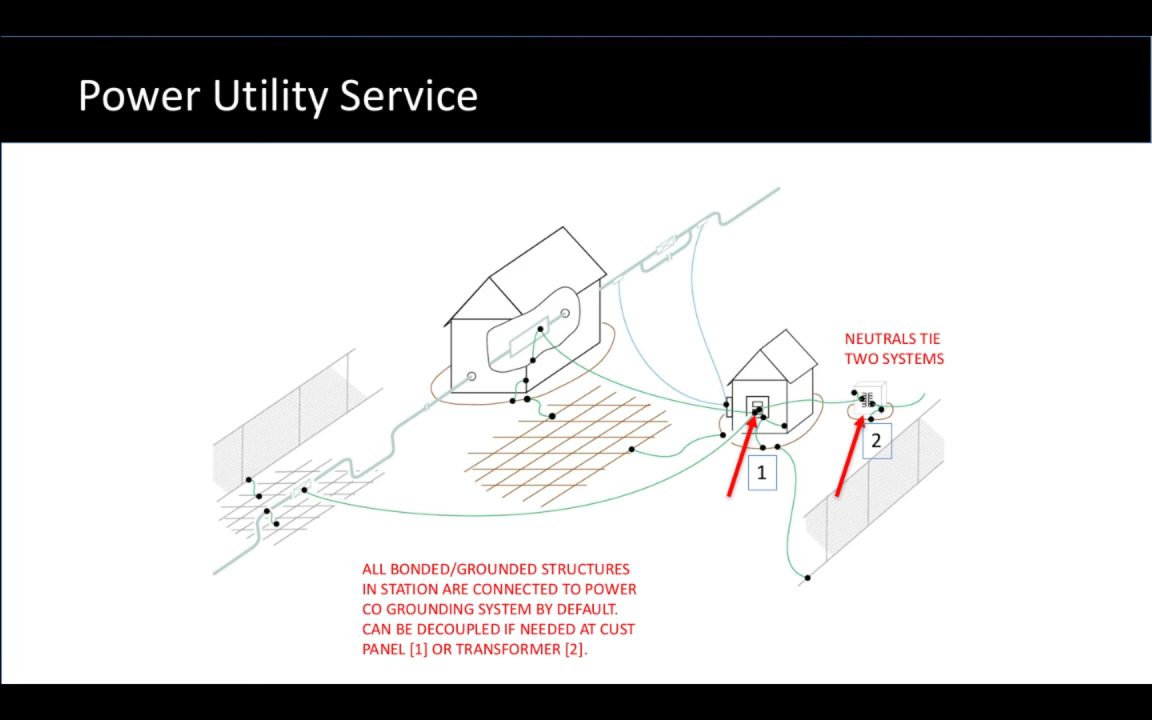 Power Utility Service
NEUTRALS TIE
TWO SYSTEMS
2
1
ALL BONDED/GROUNDED STRUCTURES
IN STATION ARE CONNECTED TO POWER
CO GROUNDING SYSTEM BY DEFAULT.
CAN BE DECOUPLED IF NEEDED AT CUST
PANEL [1] OR TRANSFORMER [2].